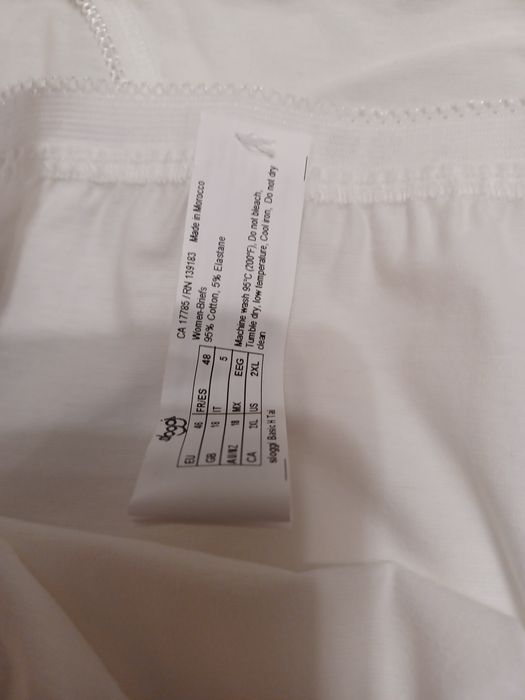 sloggi
EU 48 FR/ES 48
GB 18 IT 5
AU/NZ 18 MX EEG
CA 2XL US 2XL
sloggi Basic H Tai
CA 17785 / RN 139183 Made in Morocco
Women-Briefs
95% Cotton, 5% Elastane
Machine wash 95°C (200°F), Do not bleach,
Tumble dry, low temperature, Cool iron, Do not dry
clean